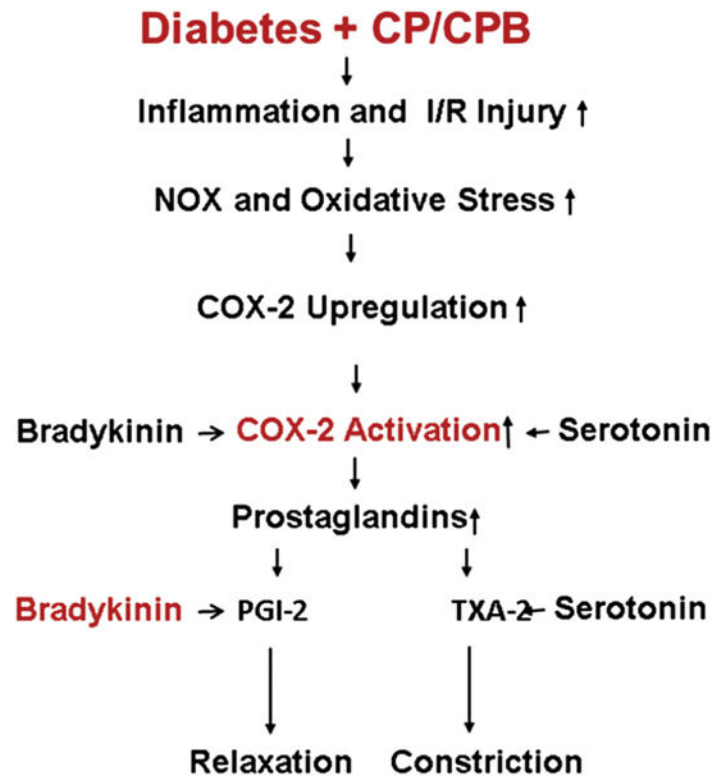 Diabetes + CP/CPB
↓
Inflammation and I/R Injury ↑
↓
NOX and Oxidative Stress ↑
↓
COX-2 Upregulation ↑
↓
Bradykinin → COX-2 Activation ↑ ← Serotonin
↓
Prostaglandins ↑
↓ ↓
Bradykinin → PGI-2 TXA-2 ← Serotonin
↓ ↓
Relaxation Constriction